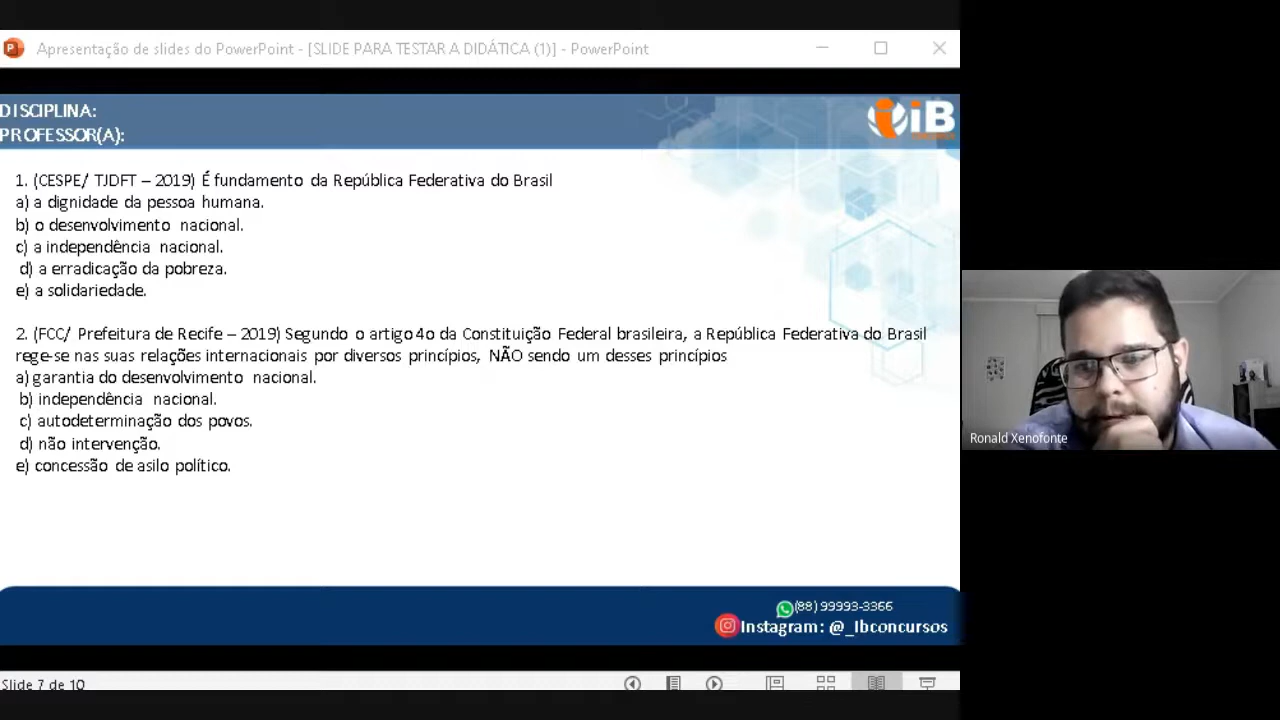 Apresentação de slides do PowerPoint - [SLIDE PARA TESTAR A DIDÁTICA (1)] - PowerPoint
DISCIPLINA:
PROFESSOR(A):
iB
1. (CESPE/ TJDFT – 2019) É fundamento da República Federativa do Brasil
a) a dignidade da pessoa humana.
b) o desenvolvimento nacional.
c) a independência nacional.
d) a erradicação da pobreza.
e) a solidariedade.
2. (FCC/ Prefeitura de Recife – 2019) Segundo o artigo 4o da Constituição Federal brasileira, a República Federativa do Brasil
rege-se nas suas relações internacionais por diversos princípios, NÃO sendo um desses princípios
a) garantia do desenvolvimento nacional.
b) independência nacional.
c) autodeterminação dos povos.
d) não intervenção.
e) concessão de asilo político.
Ronald Xenofonte
(88) 99993-3366
Instagram: @_Ibconcursos
Slide 7 de 10